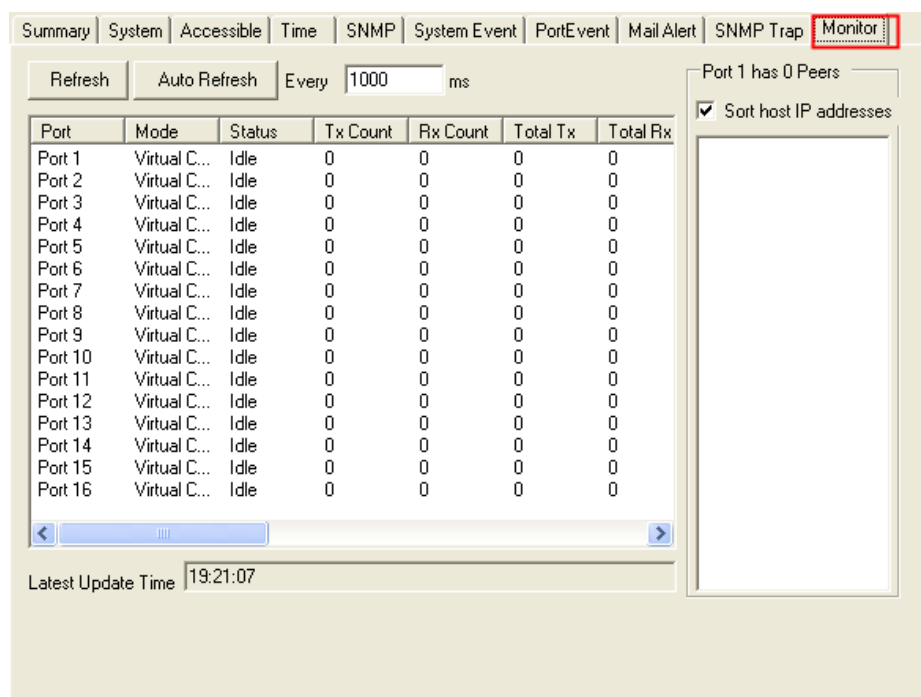 Summary System Accessible Time SNMP System Event PortEvent Mail Alert SNMP Trap Monitor
Refresh Auto Refresh Every 1000 ms
Port Mode Status Tx Count Rx Count Total Tx Total Rx
Port 1 Virtual C... Idle 0 0 0 0
Port 2 Virtual C... Idle 0 0 0 0
Port 3 Virtual C... Idle 0 0 0 0
Port 4 Virtual C... Idle 0 0 0 0
Port 5 Virtual C... Idle 0 0 0 0
Port 6 Virtual C... Idle 0 0 0 0
Port 7 Virtual C... Idle 0 0 0 0
Port 8 Virtual C... Idle 0 0 0 0
Port 9 Virtual C... Idle 0 0 0 0
Port 10 Virtual C... Idle 0 0 0 0
Port 11 Virtual C... Idle 0 0 0 0
Port 12 Virtual C... Idle 0 0 0 0
Port 13 Virtual C... Idle 0 0 0 0
Port 14 Virtual C... Idle 0 0 0 0
Port 15 Virtual C... Idle 0 0 0 0
Port 16 Virtual C... Idle 0 0 0 0
Latest Update Time 19:21:07
Port 1 has 0 Peers
Sort host IP addresses